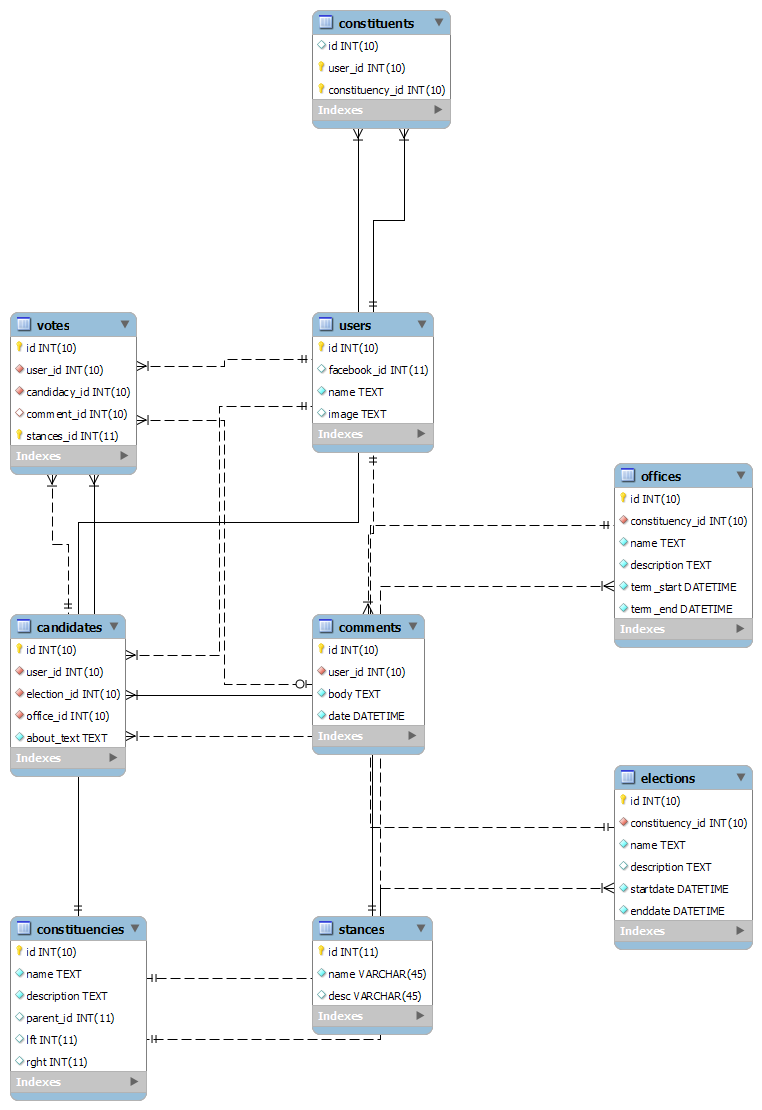 constituents
id INT(10)
user_id INT(10)
constituency_id INT(10)
Indexes
votes
id INT(10)
user_id INT(10)
candidacy_id INT(10)
comment_id INT(10)
stances_id INT(11)
Indexes
users
id INT(10)
facebook_id INT(11)
name TEXT
image TEXT
Indexes
offices
id INT(10)
constituency_id INT(10)
name TEXT
description TEXT
term_start DATETIME
term_end DATETIME
Indexes
candidates
id INT(10)
user_id INT(10)
election_id INT(10)
office_id INT(10)
about_text TEXT
Indexes
comments
id INT(10)
user_id INT(10)
body TEXT
date DATETIME
Indexes
elections
id INT(10)
constituency_id INT(10)
name TEXT
description TEXT
startdate DATETIME
enddate DATETIME
Indexes
constituencies
id INT(10)
name TEXT
description TEXT
parent_id INT(11)
lft INT(11)
rght INT(11)
Indexes
stances
id INT(11)
name VARCHAR(45)
desc VARCHAR(45)
Indexes